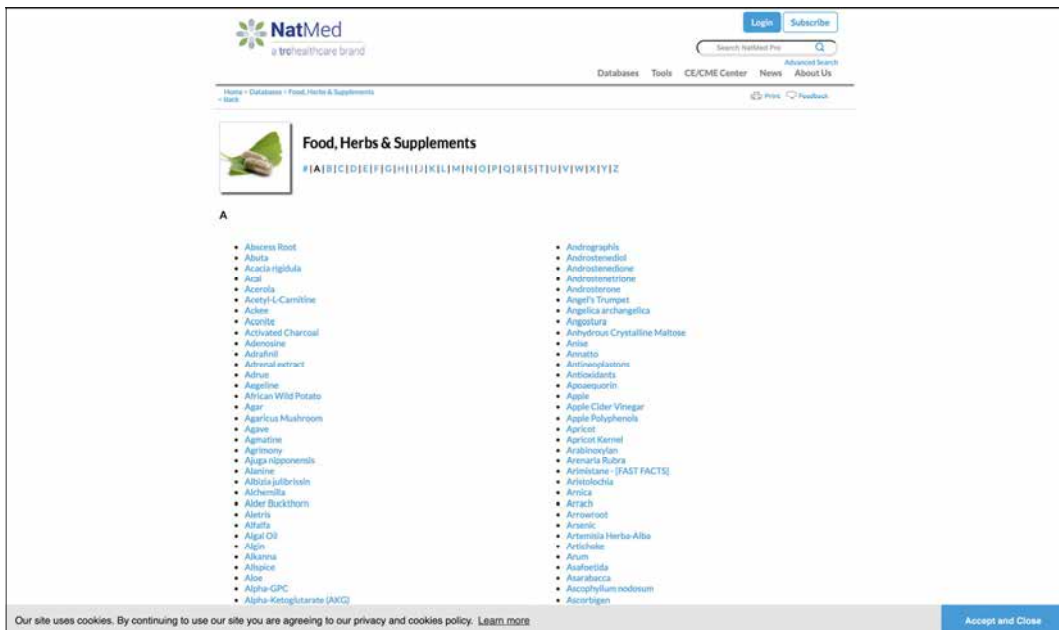 NatMed
a trchealthcare brand
Login
Subscribe
Search NatMed Pro
Advanced Search
Databases Tools CE/CME Center News About Us
Home > Databases > Food, Herbs & Supplements
< Back
Print Feedback
Food, Herbs & Supplements
# | A | B | C | D | E | F | G | H | I | J | K | L | M | N | O | P | Q | R | S | T | U | V | W | X | Y | Z
A
Abscess Root
Abuta
Acacia rigidula
Acai
Acerola
Acetyl-L-Carnitine
Ackee
Aconite
Activated Charcoal
Adenosine
Adrafinil
Adrenal extract
Adrue
Aegeline
African Wild Potato
Agar
Agaricus Mushroom
Agave
Agmatine
Agrimony
Ajuga nipponensis
Alanine
Albizia julibrissin
Alchemilla
Alder Buckthorn
Aletris
Alfalfa
Algal Oil
Algin
Alkanna
Allspice
Aloe
Alpha-GPC
Alpha-Ketoglutarate (AKG)
Andrographis
Androstenediol
Androstenedione
Androstenetrione
Androsterone
Angel's Trumpet
Angelica archangelica
Angostura
Anhydrous Crystalline Maltose
Anise
Annatto
Antineoplastons
Antioxidants
Apoaequorin
Apple
Apple Cider Vinegar
Apple Polyphenols
Apricot
Apricot Kernel
Arabinoxylan
Arenaria Rubra
Arimistane - [FAST FACTS]
Aristolochia
Arnica
Arrach
Arrowroot
Arsenic
Artemisia Herba-Alba
Artichoke
Arum
Asafoetida
Asarabacca
Ascophyllum nodosum
Ascorbigen
Our site uses cookies. By continuing to use our site you are agreeing to our privacy and cookies policy. Learn more
Accept and Close